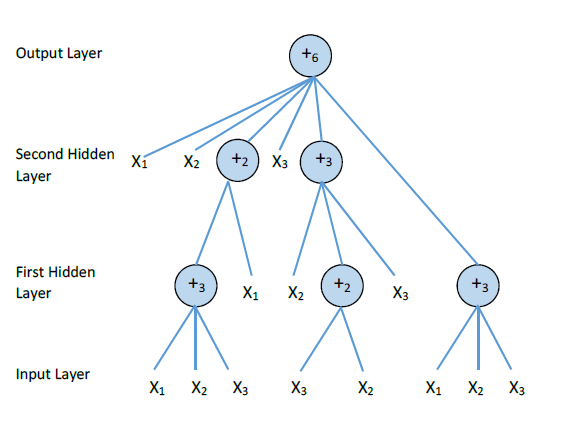 Output Layer
+6
Second Hidden
Layer
X1 X2 +2 X3 +3
First Hidden
Layer
+3 X1 X2 +2 X3 +3
Input Layer
X1 X2 X3 X3 X2 X1 X2 X3